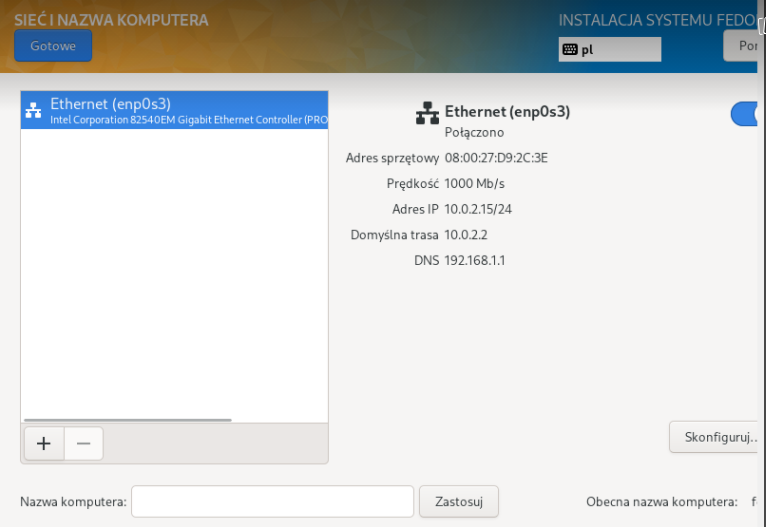 SIEĆ I NAZWA KOMPUTERA
INSTALACJA SYSTEMU FEDO
Gotowe
pl
Ethernet (enp0s3)
Intel Corporation 82540EM Gigabit Ethernet Controller (PRO
Ethernet (enp0s3)
Połączono
Adres sprzętowy 08:00:27:D9:2C:3E
Prędkość 1000 Mb/s
Adres IP 10.0.2.15/24
Domyślna trasa 10.0.2.2
DNS 192.168.1.1
Skonfiguruj...
Nazwa komputera:
Zastosuj
Obecna nazwa komputera: